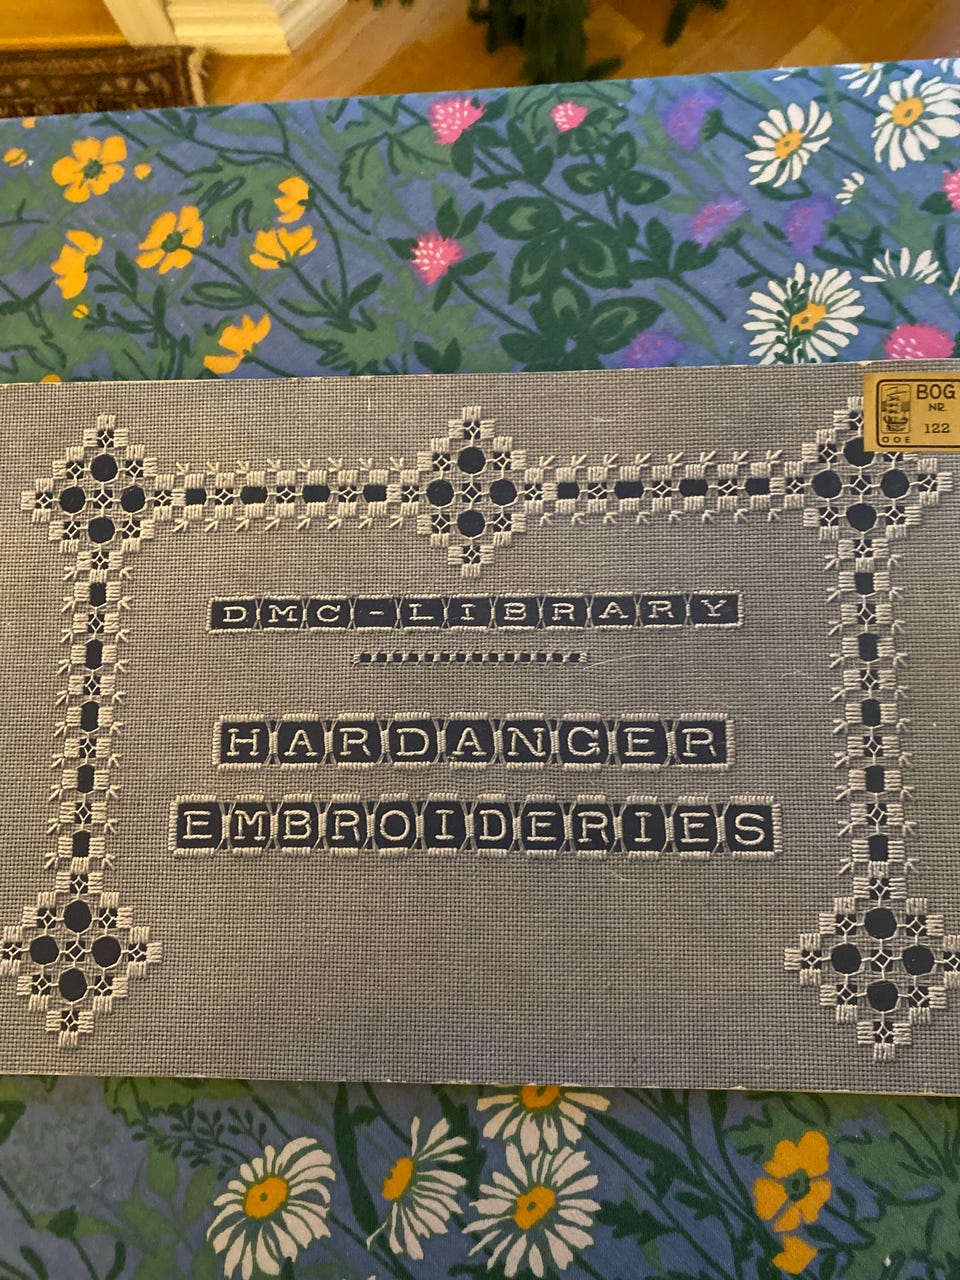 BOG
NR.
122
OOE
DMC-LIBRARY
HARDANGER
EMBROIDERIES